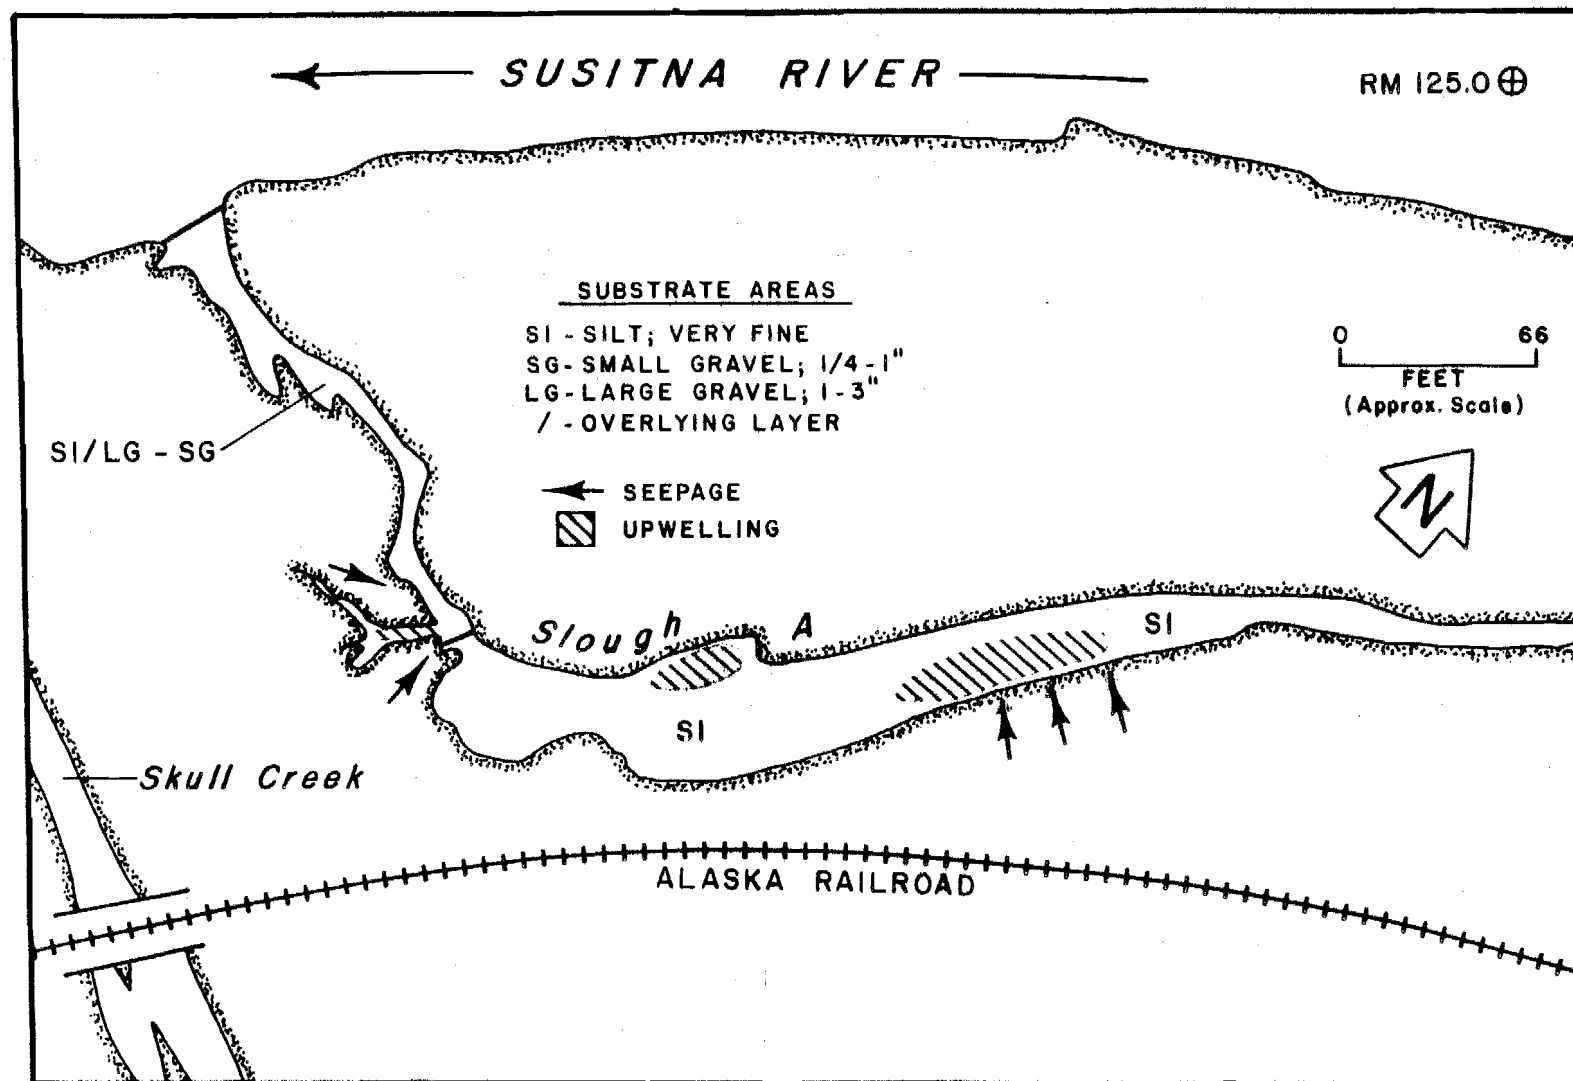 SUSITNA RIVER
RM 125.0
SUBSTRATE AREAS
SI - SILT; VERY FINE
SG- SMALL GRAVEL; 1/4 - 1"
LG- LARGE GRAVEL; 1 - 3"
/ - OVERLYING LAYER
SEEPAGE
UPWELLING
0 66
FEET
(Approx. Scale)
N
SI/LG - SG
Slough A
SI
SI
Skull Creek
ALASKA RAILROAD